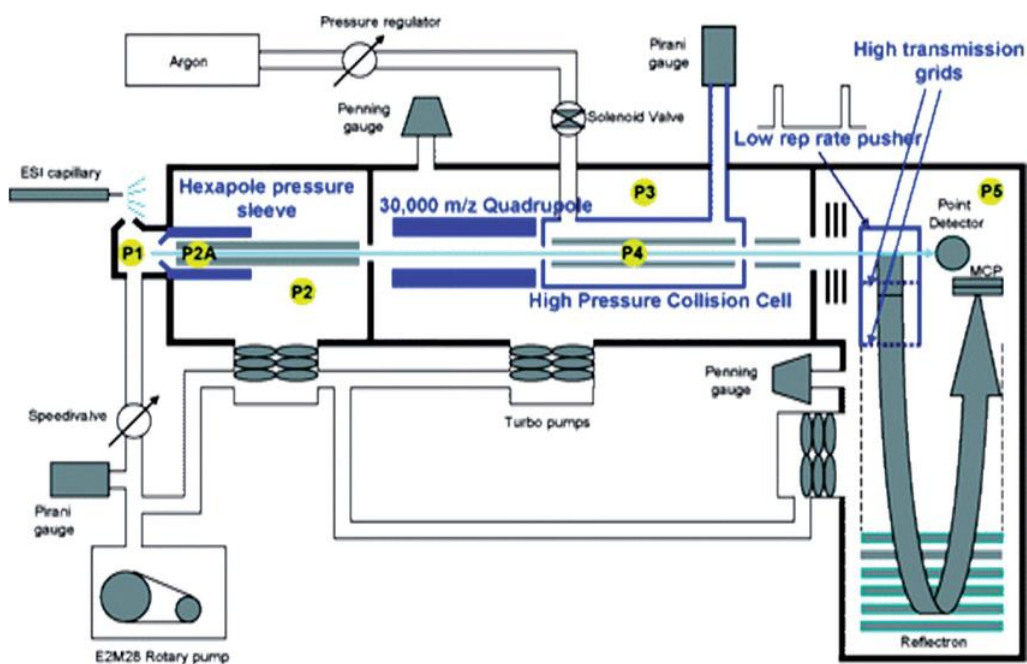 Pressure regulator
Argon
Pirani
gauge
High transmission
grids
Penning
gauge
Solenoid Valve
Low rep rate pusher
ESI capillary
Hexapole pressure
sleeve
P3
P5
30,000 m/z Quadrupole
Point
Detector
P1
P2A
P4
MCP
P2
High Pressure Collision Cell
Penning
gauge
Speedivalve
Turbo pumps
Pirani
gauge
Reflectron
E2M28 Rotary pump